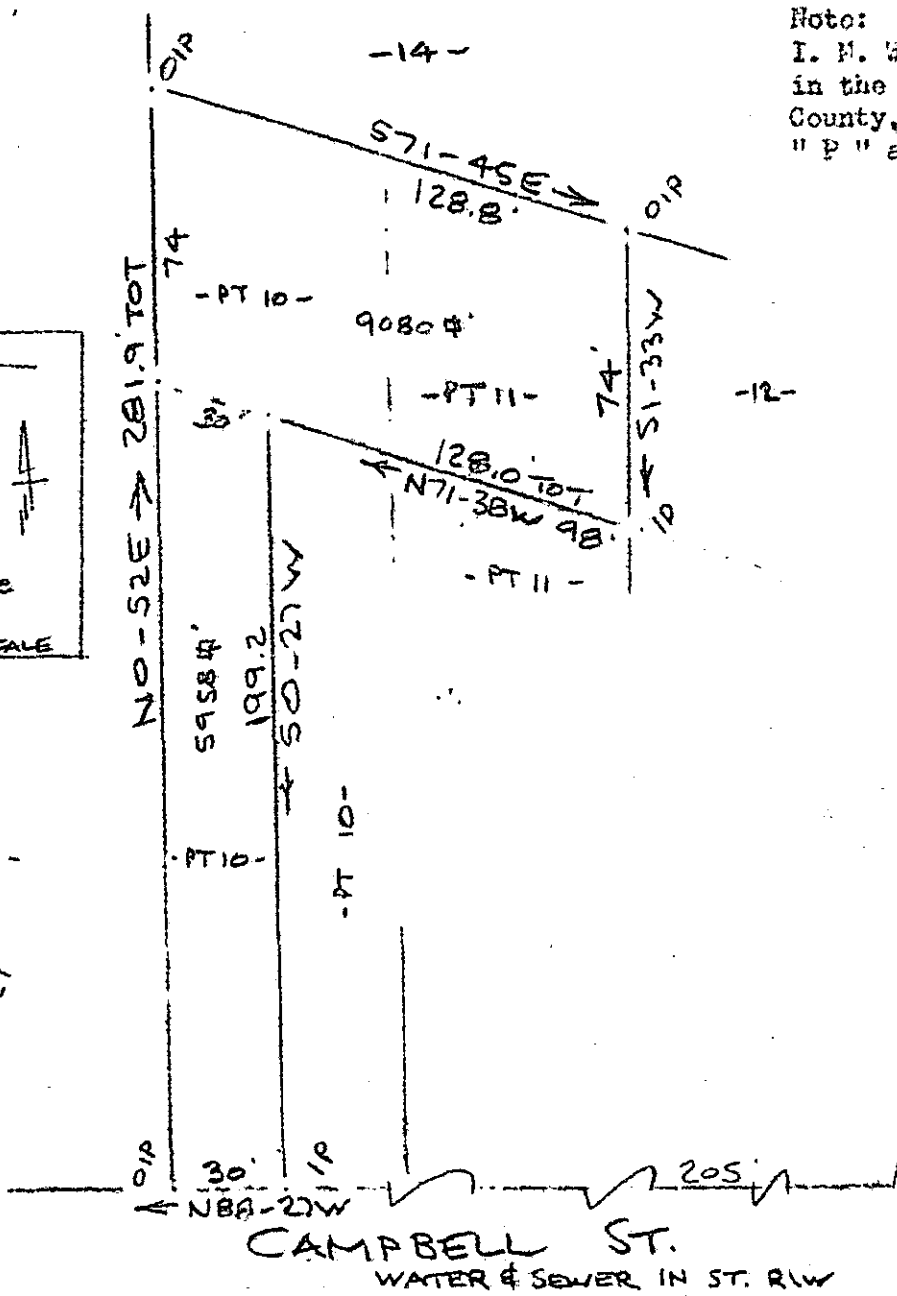 -14-
Note:
in the
County,
OIP
S71-45E
128.8'
OIP
74
-PT 10-
9080
-PT 11-
74'
S1-33W
-12-
N0-52E → 281.9' TOT
30'
128.0' TOT
N71-38W 98.'
IP
-PT 11-
5958
199.2
S0-27W
-PT 10-
-PT 10-
OIP
30'
IP
205'
CAMPBELL ST.
WATER & SEWER IN ST. R/W